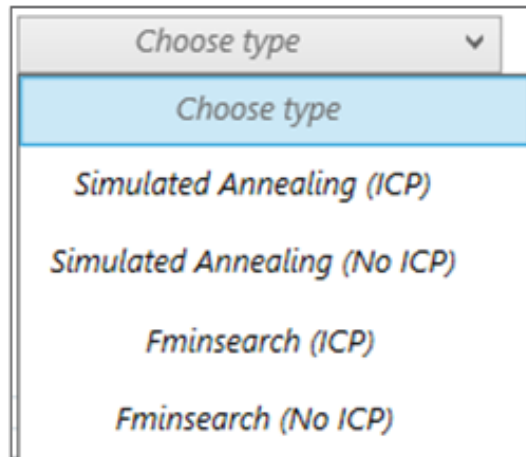 Choose type
Choose type
Simulated Annealing (ICP)
Simulated Annealing (No ICP)
Fminsearch (ICP)
Fminsearch (No ICP)